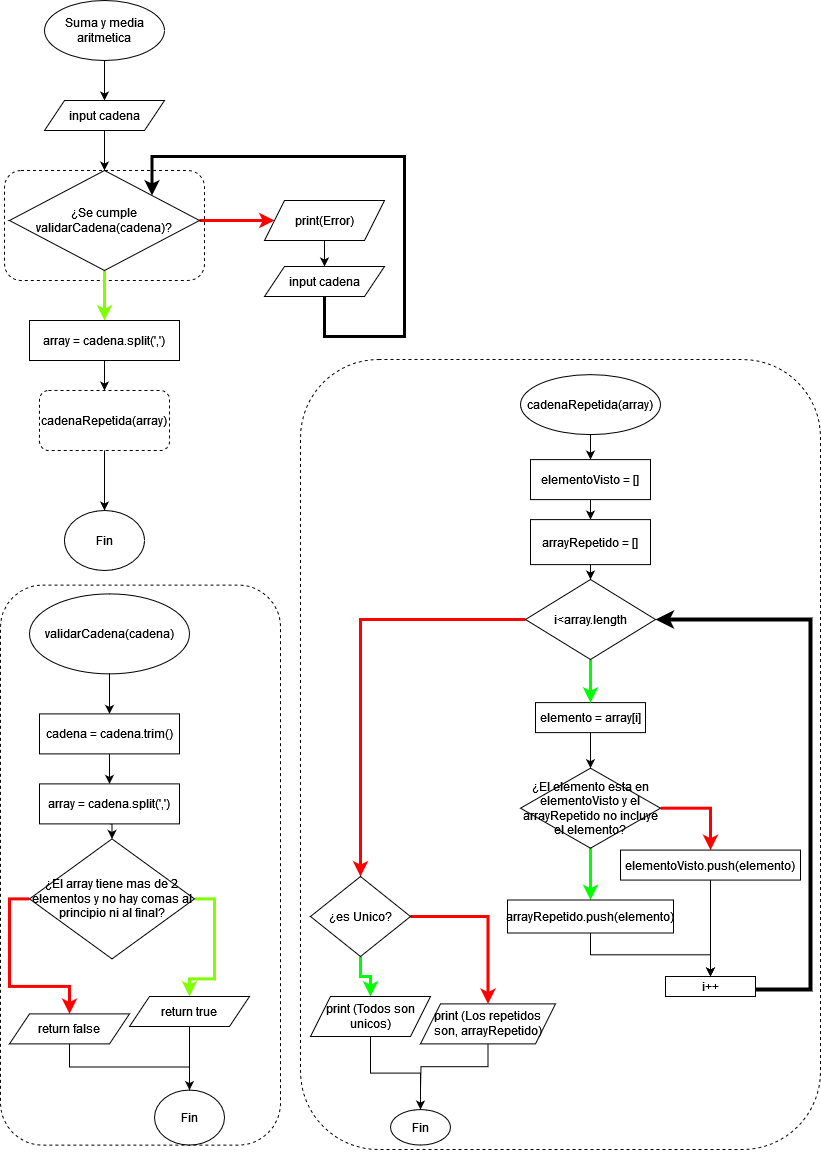 Suma y media
aritmetica
input cadena
¿Se cumple
validarCadena(cadena)?
print(Error)
input cadena
array = cadena.split(',')
cadenaRepetida(array)
Fin
validarCadena(cadena)
cadena = cadena.trim()
array = cadena.split(',')
¿El array tiene mas de 2
elementos y no hay comas al
principio ni al final?
return false
return true
Fin
cadenaRepetida(array)
elementoVisto = []
arrayRepetido = []
i<array.length
elemento = array[i]
¿El elemento esta en
elementoVisto y el
arrayRepetido no incluye
el elemento?
elementoVisto.push(elemento)
arrayRepetido.push(elemento)
i++
¿es Unico?
print (Todos son
unicos)
print (Los repetidos
son, arrayRepetido)
Fin